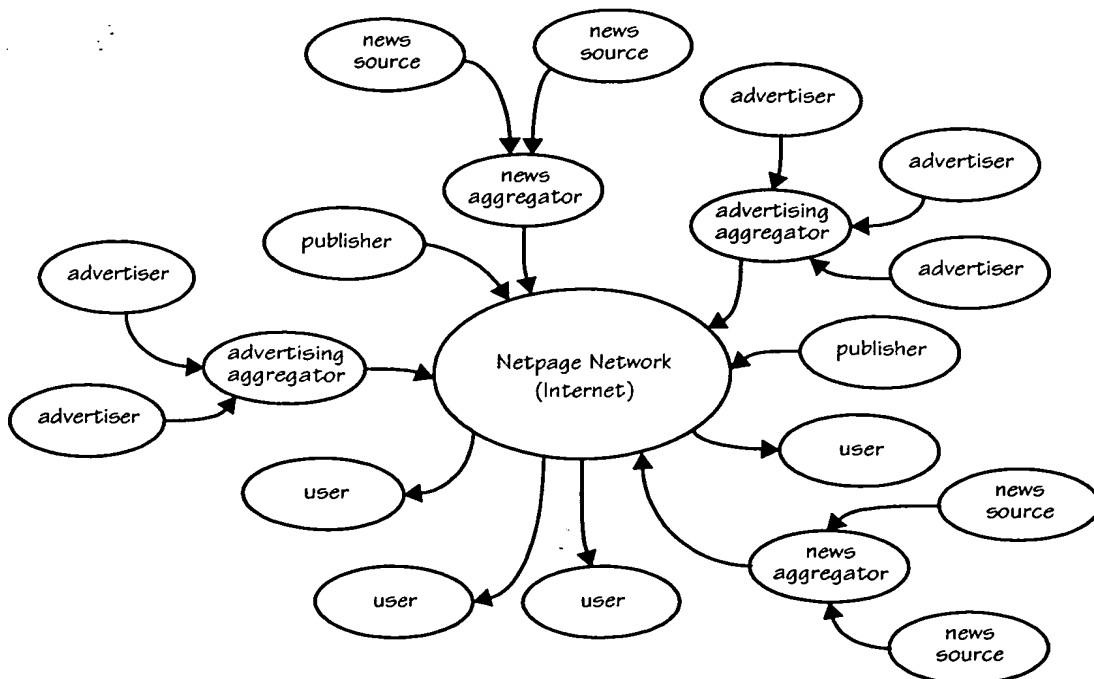 news
source
news
source
advertiser
advertiser
news
aggregator
advertising
aggregator
publisher
advertiser
advertiser
advertising
aggregator
Netpage Network
(Internet)
publisher
advertiser
user
user
news
source
news
aggregator
user
user
news
source